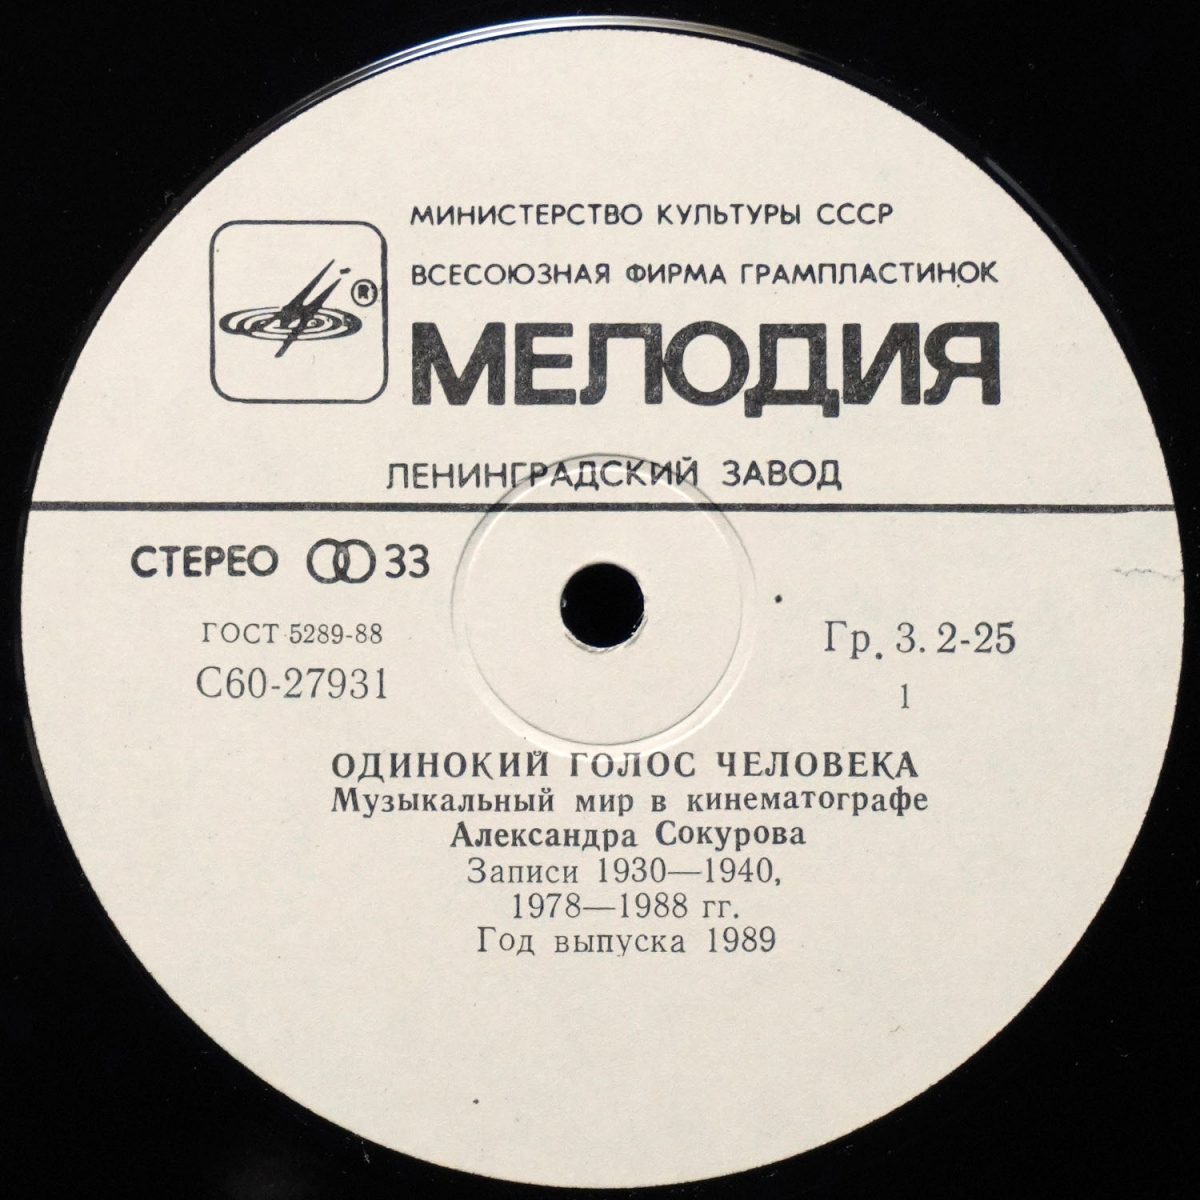 МИНИСТЕРСТВО КУЛЬТУРЫ СССР
ВСЕСОЮЗНАЯ ФИРМА ГРАМПЛАСТИНОК
®
МЕЛОДИЯ
ЛЕНИНГРАДСКИЙ ЗАВОД
СТЕРЕО 33
ГОСТ 5289-88
Гр. 3. 2-25
С60-27931
1
ОДИНОКИЙ ГОЛОС ЧЕЛОВЕКА
Музыкальный мир в кинематографе
Александра Сокурова
Записи 1930—1940,
1978—1988 гг.
Год выпуска 1989